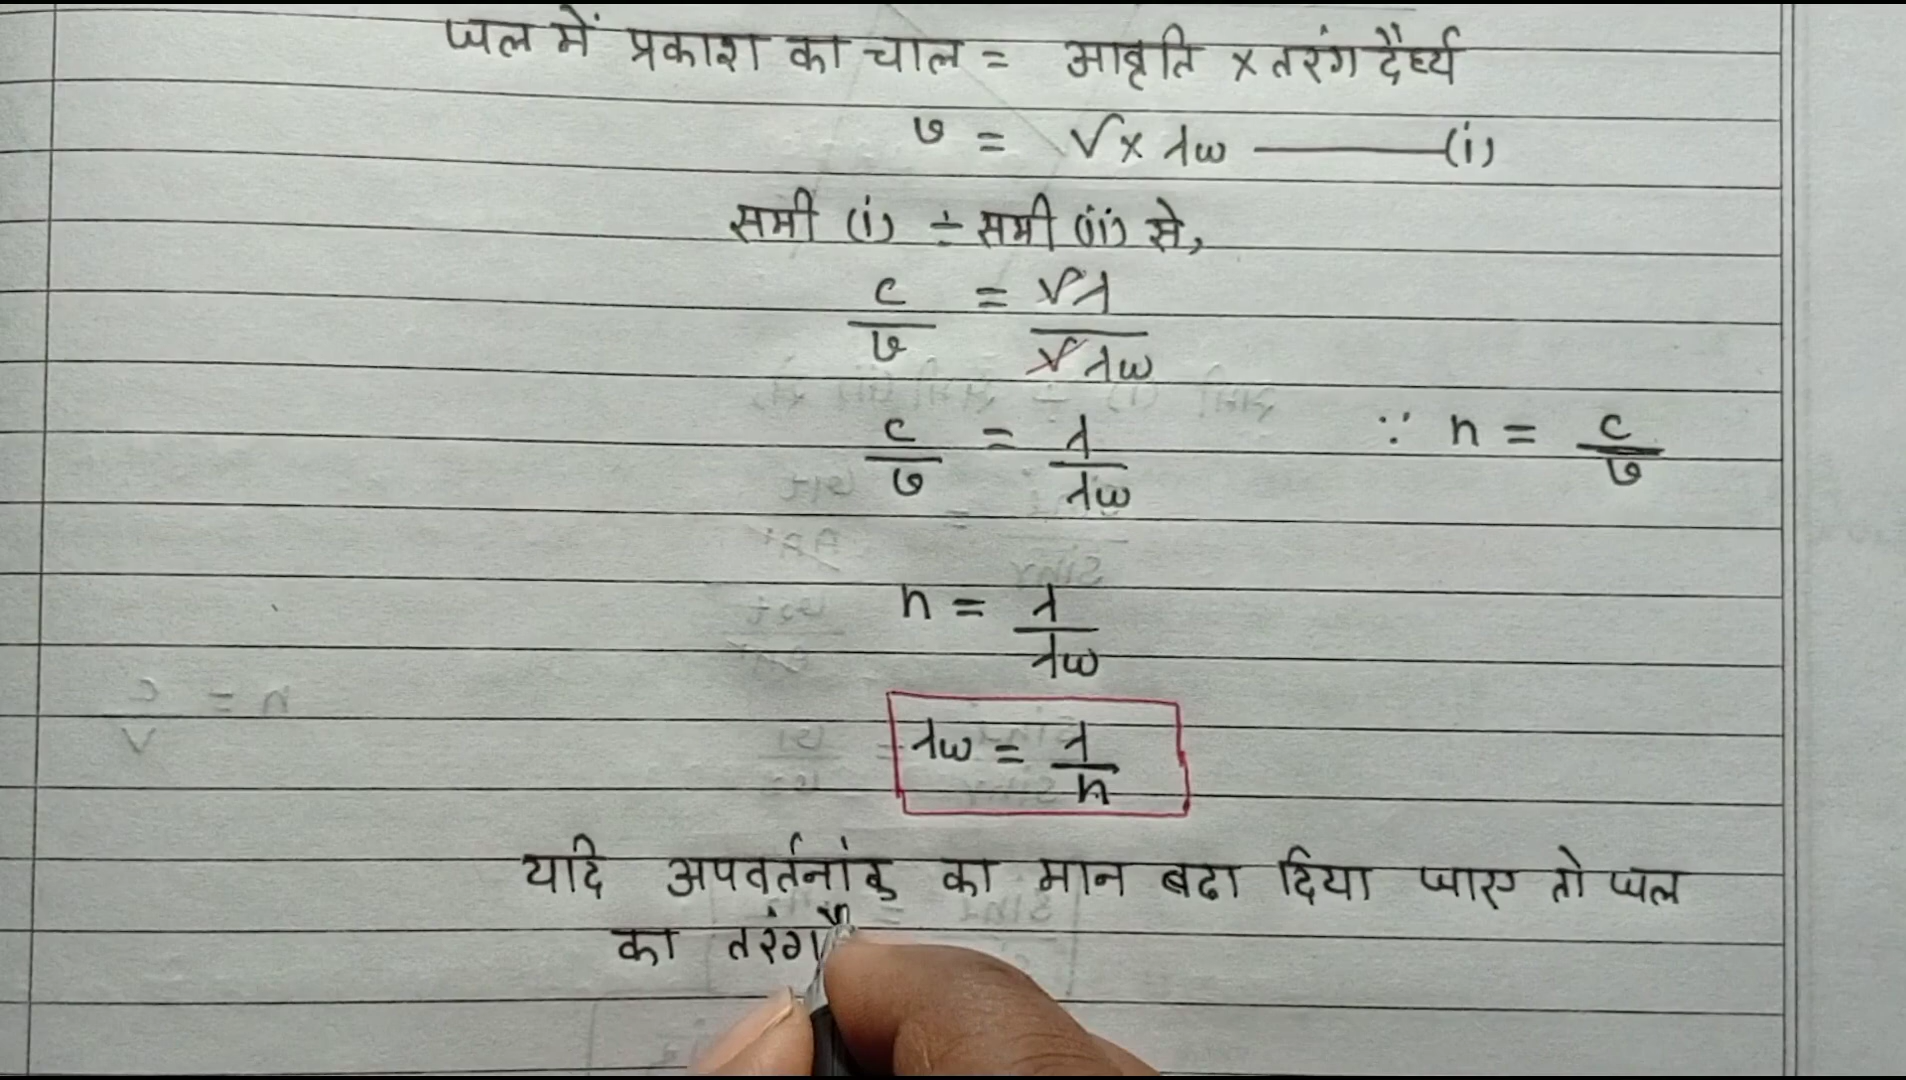 जल में प्रकाश का चाल = आवृति × तरंग दैर्घ्य
v = ν × λw ——— (i)
समी (i) ÷ समी (ii) से,
c/v = νλ/νλw
c/v = λ/λw ∵ n = c/v
n = λ/λw
λw = λ/n
यदि अपवर्तनांक का मान बढा दिया जाए तो जल
का तरंग